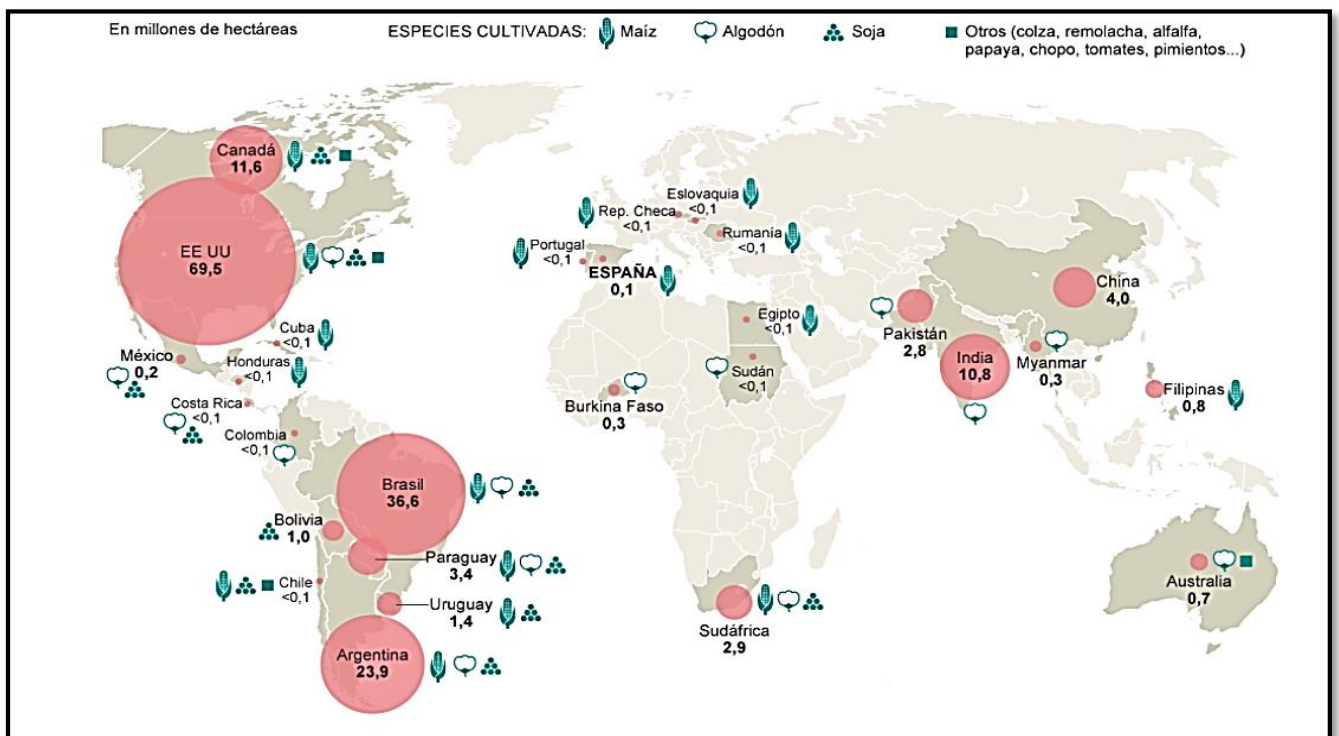 En millones de hectáreas
ESPECIES CULTIVADAS: Maíz Algodón Soja Otros (colza, remolacha, alfalfa,
papaya, chopo, tomates, pimientos...)
Canadá
11,6
EE UU
69,5
Cuba
<0,1
México
0,2
Honduras
<0,1
Costa Rica
<0,1
Colombia
<0,1
Brasil
36,6
Bolivia
1,0
Paraguay
3,4
Chile
<0,1
Uruguay
1,4
Argentina
23,9
Eslovaquia
<0,1
Rep. Checa
<0,1
Rumanía
<0,1
Portugal
<0,1
ESPAÑA
0,1
Egipto
<0,1
Sudán
<0,1
Burkina Faso
0,3
Sudáfrica
2,9
Pakistán
2,8
India
10,8
China
4,0
Myanmar
0,3
Filipinas
0,8
Australia
0,7